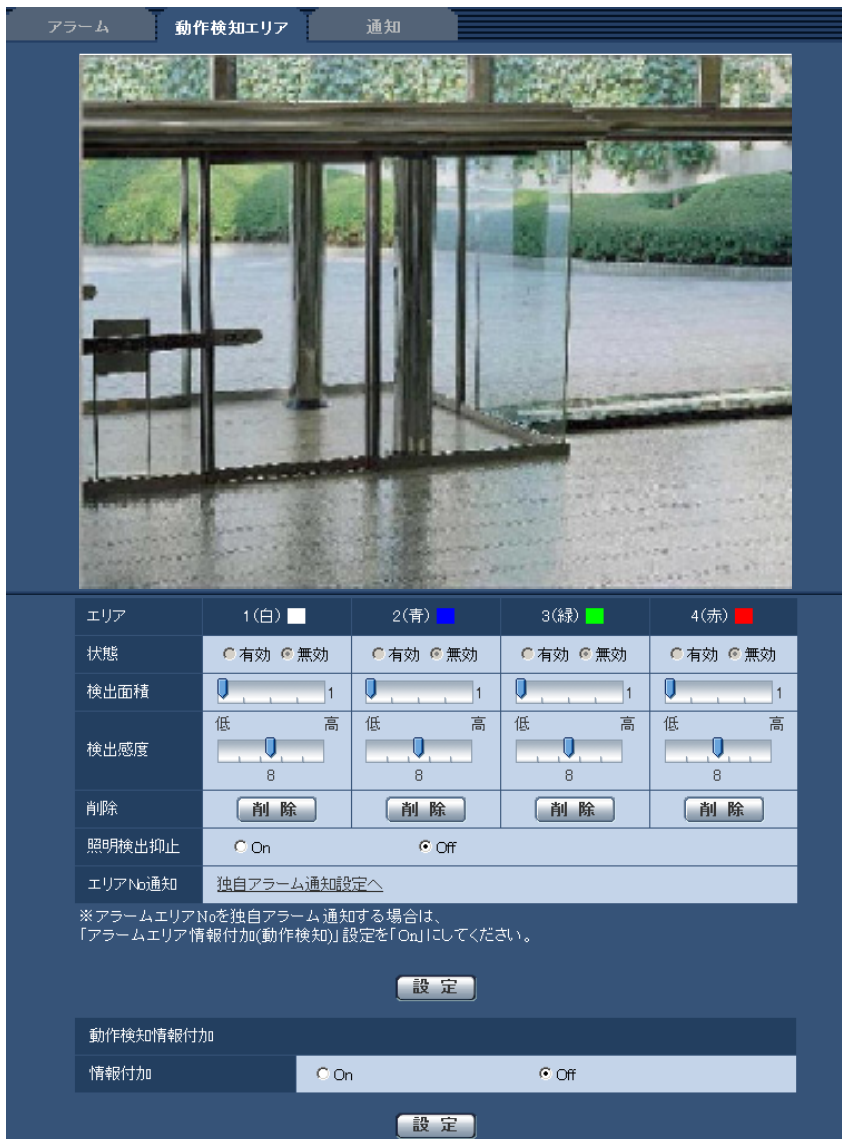 アラーム 動作検知エリア 通知
エリア 1(白) 2(青) 3(緑) 4(赤)
状態 有効 無効 有効 無効 有効 無効 有効 無効
検出面積 1 1 1 1
低 高 低 高 低 高 低 高
検出感度
8 8 8 8
削除 削 除 削 除 削 除 削 除
照明検出抑止 On Off
エリアNo通知 独自アラーム通知設定へ
※アラームエリアNoを独自アラーム通知する場合は、
「アラームエリア情報付加(動作検知)」設定を「On」にしてください。
設 定
動作検知情報付加
情報付加 On Off
設 定